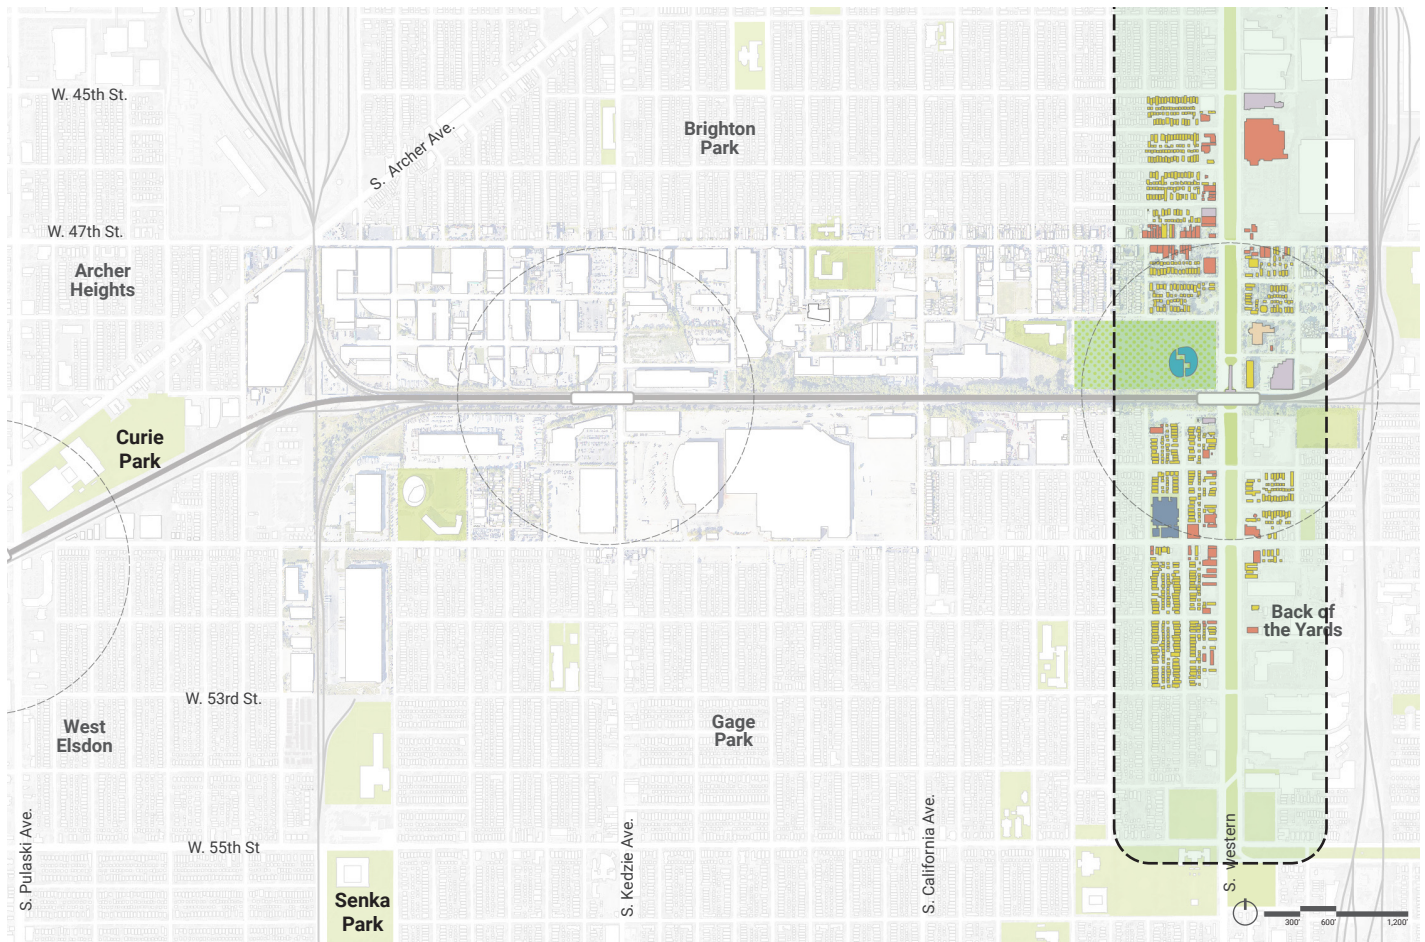 W. 45th St.
S. Archer Ave.
Brighton
Park
W. 47th St.
Archer
Heights
Curie
Park
Back of
the Yards
W. 53rd St.
West
Elsdon
Gage
Park
S. Pulaski Ave.
W. 55th St
S. Kedzie Ave.
S. California Ave.
S. Western
Senka
Park
300'
600'
1,200'